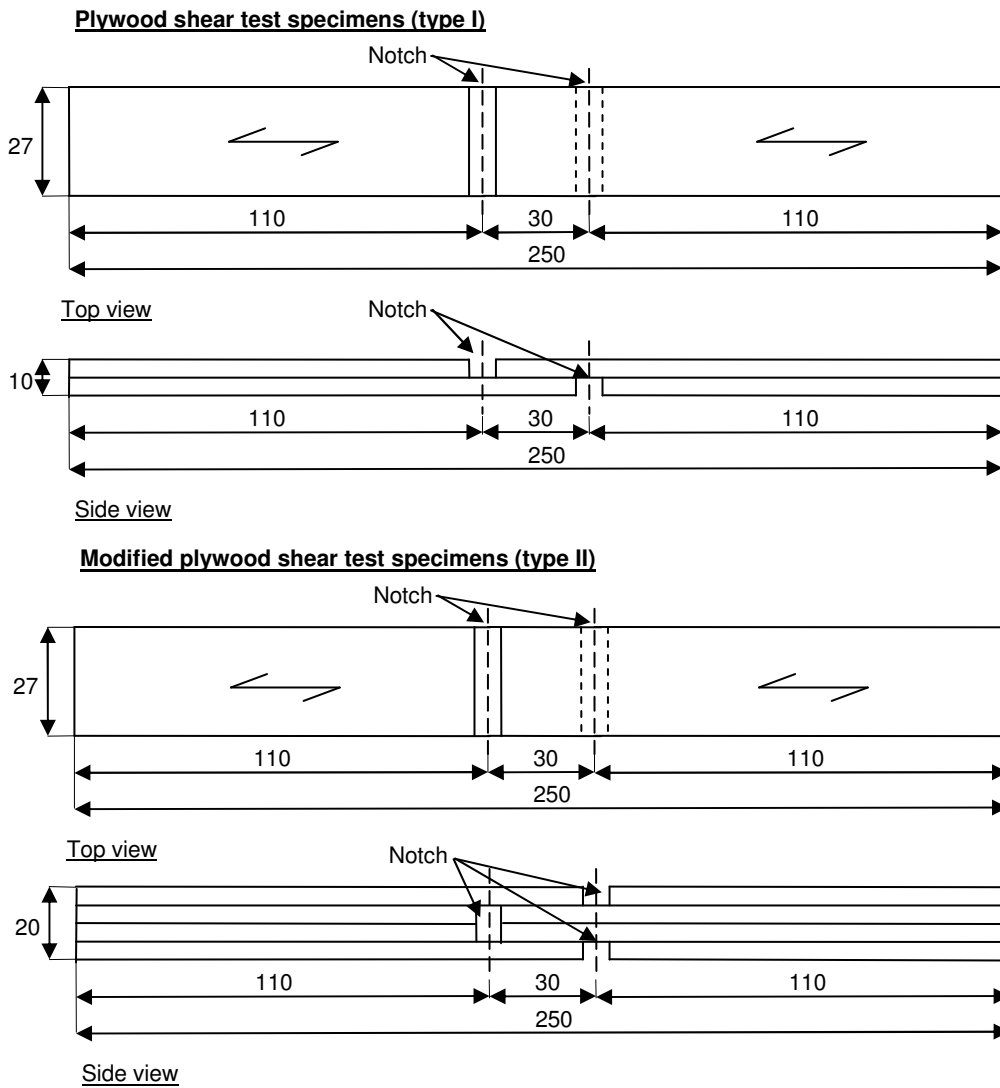 Plywood shear test specimens (type I)
Notch
27
110 30 110
250
Top view
Notch
10
110 30 110
250
Side view
Modified plywood shear test specimens (type II)
Notch
27
110 30 110
250
Top view
Notch
20
110 30 110
250
Side view